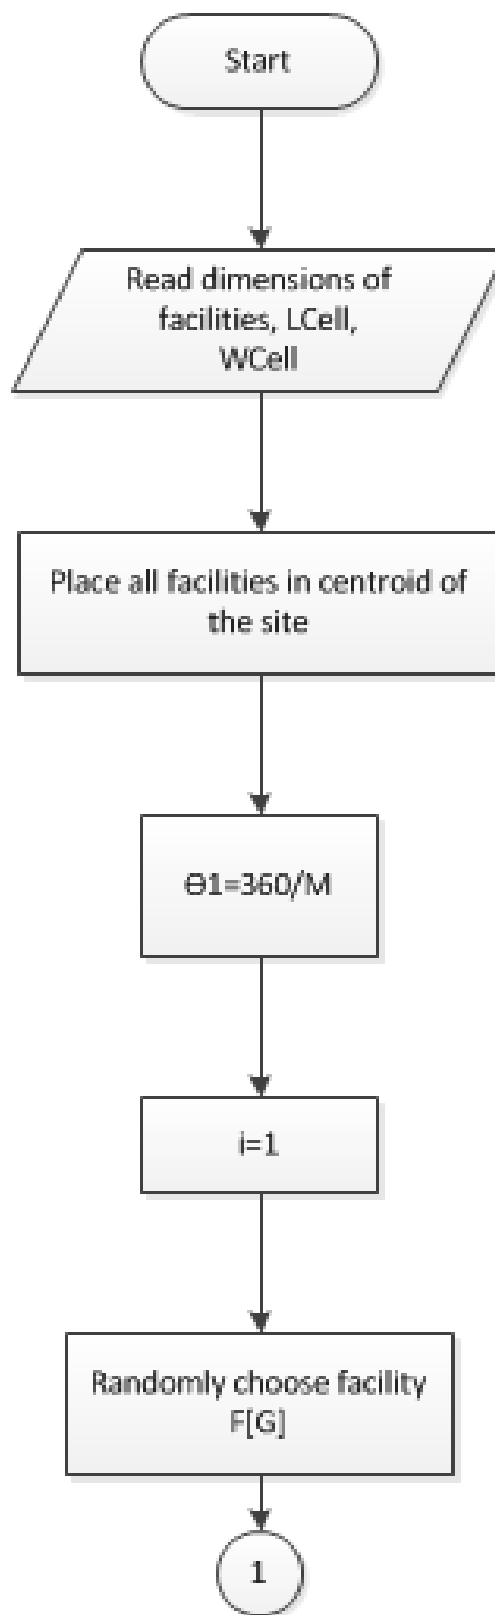 Start
Read dimensions of
facilities, LCell,
WCell
Place all facilities in centroid of
the site
Ɵ1=360/M
i=1
Randomly choose facility
F[G]
1